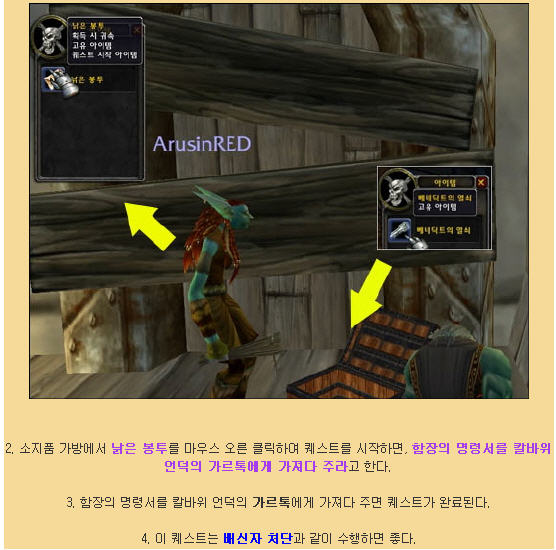 낡은 봉투
획득 시 귀속
고유 아이템
퀘스트 시작 아이템
낡은 봉투
ArusinRED
아이템
베네딕트의 열쇠
고유 아이템
베네딕트의 열쇠
2. 소지품 가방에서 낡은 봉투를 마우스 오른 클릭하여 퀘스트를 시작하면, 함장의 명령서를 칼바위
언덕의 가르톡에게 가져다 주라고 한다.
3. 함장의 명령서를 칼바위 언덕의 가르톡에게 가져다 주면 퀘스트가 완료된다.
4. 이 퀘스트는 배신자 처단과 같이 수행하면 좋다.